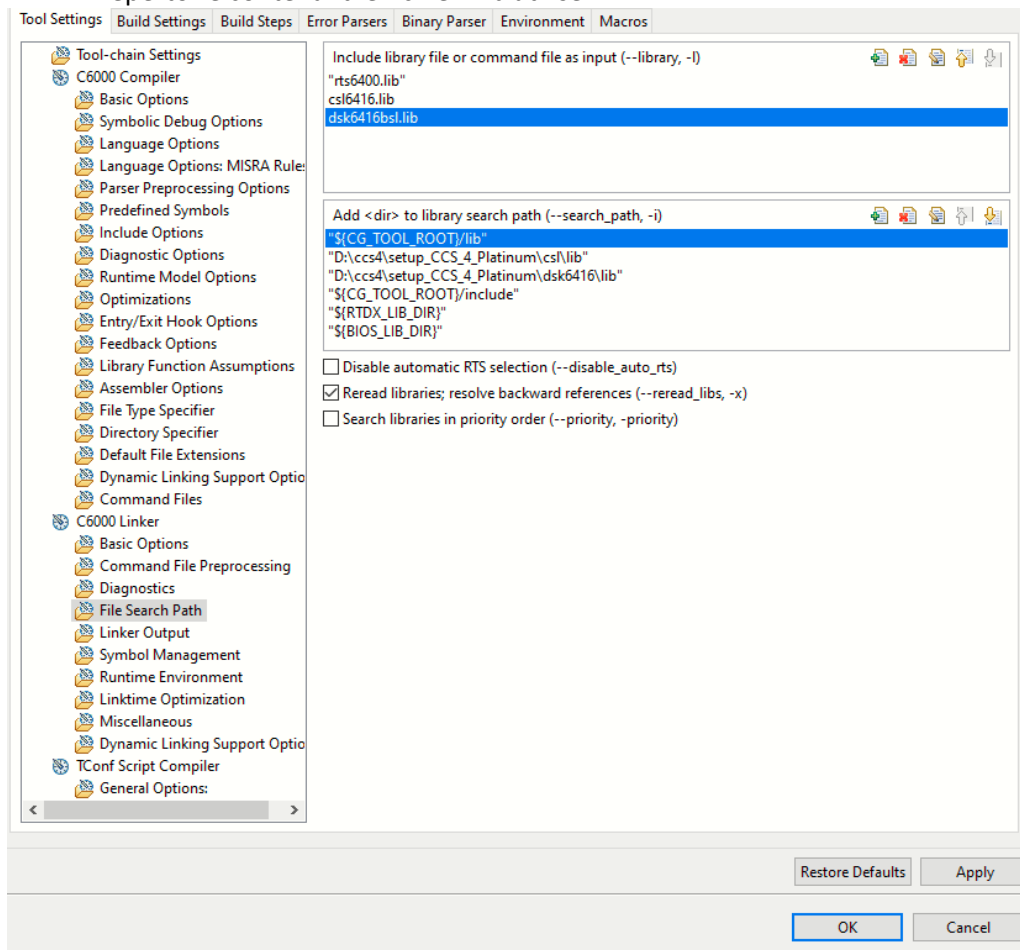 Tool Settings Build Settings Build Steps Error Parsers Binary Parser Environment Macros
Tool-chain Settings
C6000 Compiler
Basic Options
Symbolic Debug Options
Language Options
Language Options: MISRA Rule:
Parser Preprocessing Options
Predefined Symbols
Include Options
Diagnostic Options
Runtime Model Options
Optimizations
Entry/Exit Hook Options
Feedback Options
Library Function Assumptions
Assembler Options
File Type Specifier
Directory Specifier
Default File Extensions
Dynamic Linking Support Optio
Command Files
C6000 Linker
Basic Options
Command File Preprocessing
Diagnostics
File Search Path
Linker Output
Symbol Management
Runtime Environment
Linktime Optimization
Miscellaneous
Dynamic Linking Support Optio
TConf Script Compiler
General Options:
Include library file or command file as input (--library, -l)
"rts6400.lib"
csl6416.lib
dsk6416bsl.lib
Add <dir> to library search path (--search_path, -i)
"${CG_TOOL_ROOT}/lib"
"D:\ccs4\setup_CCS_4_Platinum\csl\lib"
"D:\ccs4\setup_CCS_4_Platinum\dsk6416\lib"
"${CG_TOOL_ROOT}/include"
"${RTDX_LIB_DIR}"
"${BIOS_LIB_DIR}"
Disable automatic RTS selection (--disable_auto_rts)
Reread libraries; resolve backward references (--reread_libs, -x)
Search libraries in priority order (--priority, -priority)
Restore Defaults Apply
OK Cancel